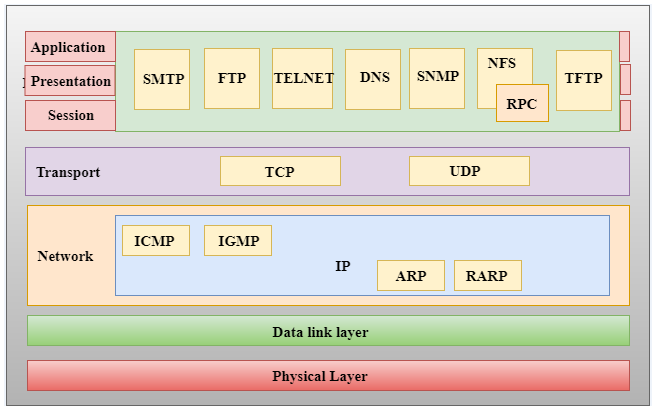 Application
Presentation
Session
SMTP
FTP
TELNET
DNS
SNMP
NFS
RPC
TFTP
Transport
TCP
UDP
Network
ICMP
IGMP
IP
ARP
RARP
Data link layer
Physical Layer